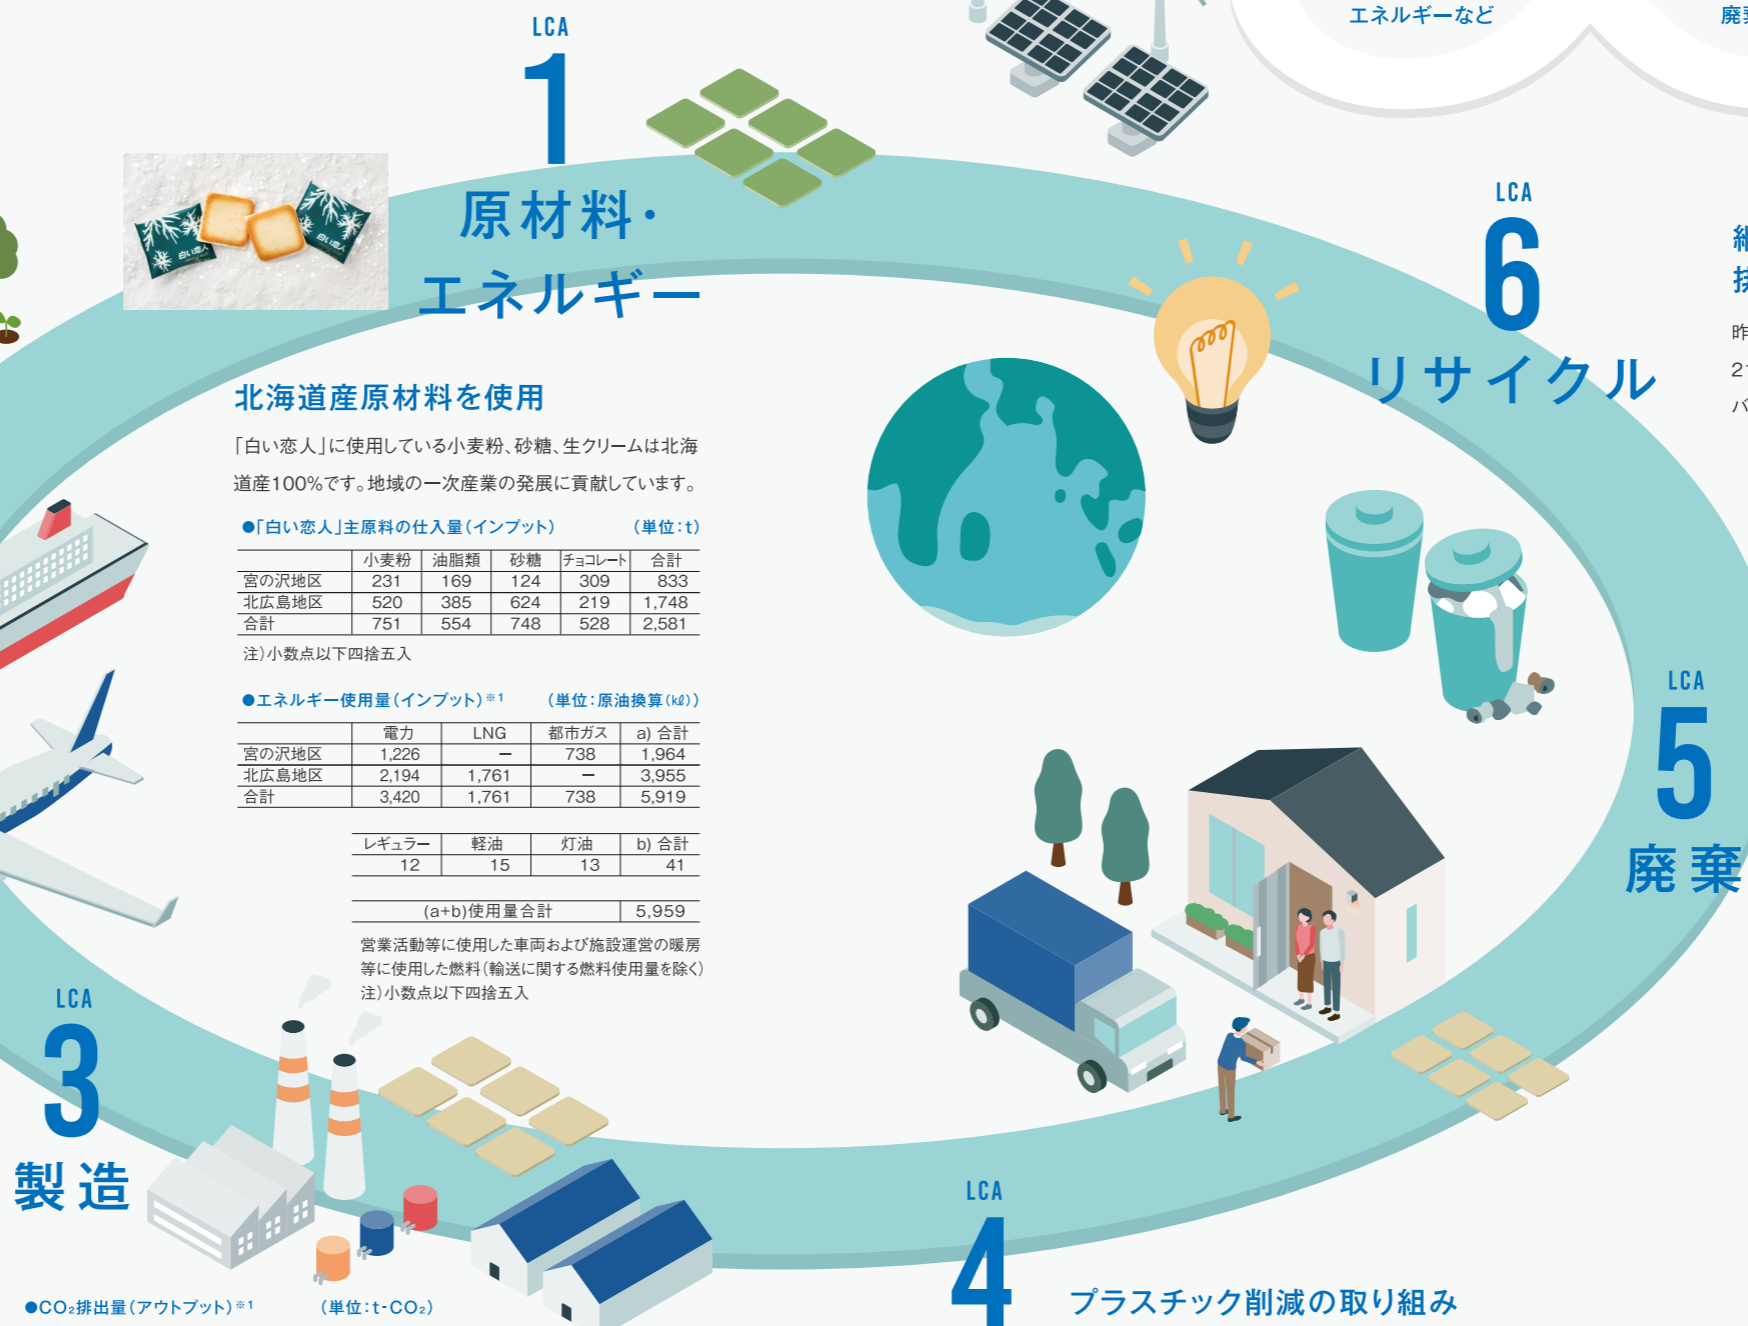 エネルギーなど
廃
LCA
1
原材料・
エネルギー
白い恋人
白い恋人
北海道産原材料を使用
「白い恋人」に使用している小麦粉、砂糖、生クリームは北海
道産100%です。地域の一次産業の発展に貢献しています。
●「白い恋人」主原料の仕入量(インプット) (単位:t)
小麦粉 油脂類 砂糖 チョコレート 合計
宮の沢地区 231 169 124 309 833
北広島地区 520 385 624 219 1,748
合計 751 554 748 528 2,581
注)小数点以下四捨五入
●エネルギー使用量(インプット)※1 (単位:原油換算(㎘))
電力 LNG 都市ガス a) 合計
宮の沢地区 1,226 ー 738 1,964
北広島地区 2,194 1,761 ー 3,955
合計 3,420 1,761 738 5,919
レギュラー 軽油 灯油 b) 合計
12 15 13 41
(a+b)使用量合計 5,959
営業活動等に使用した車両および施設運営の暖房
等に使用した燃料(輸送に関する燃料使用量を除く)
注)小数点以下四捨五入
LCA
6
リサイクル
昨
2
バ
LCA
5
廃棄
LCA
3
製造
●CO₂排出量(アウトプット)※1 (単位:t-CO₂)
LCA
4
プラスチック削減の取り組み